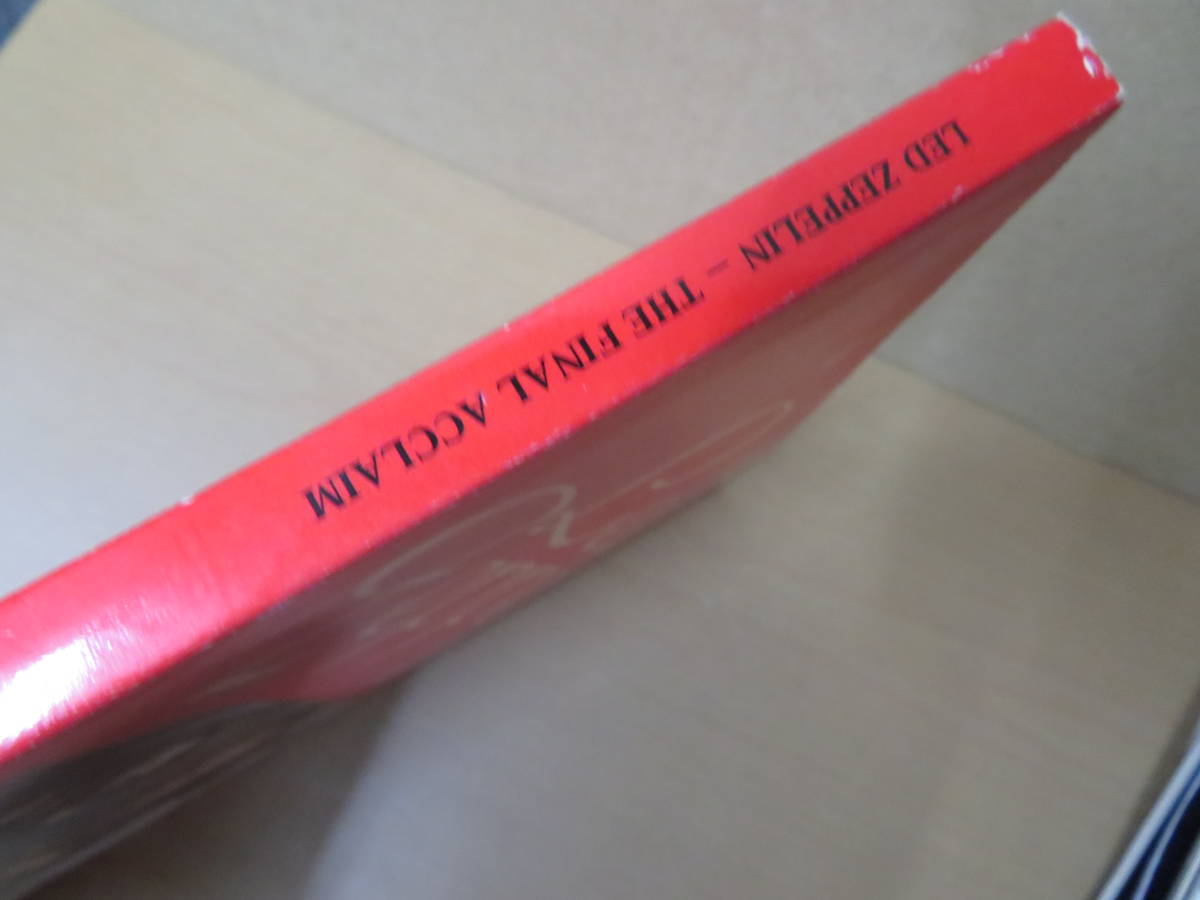 LED ZEPPELIN – THE FINAL ACCLAIM